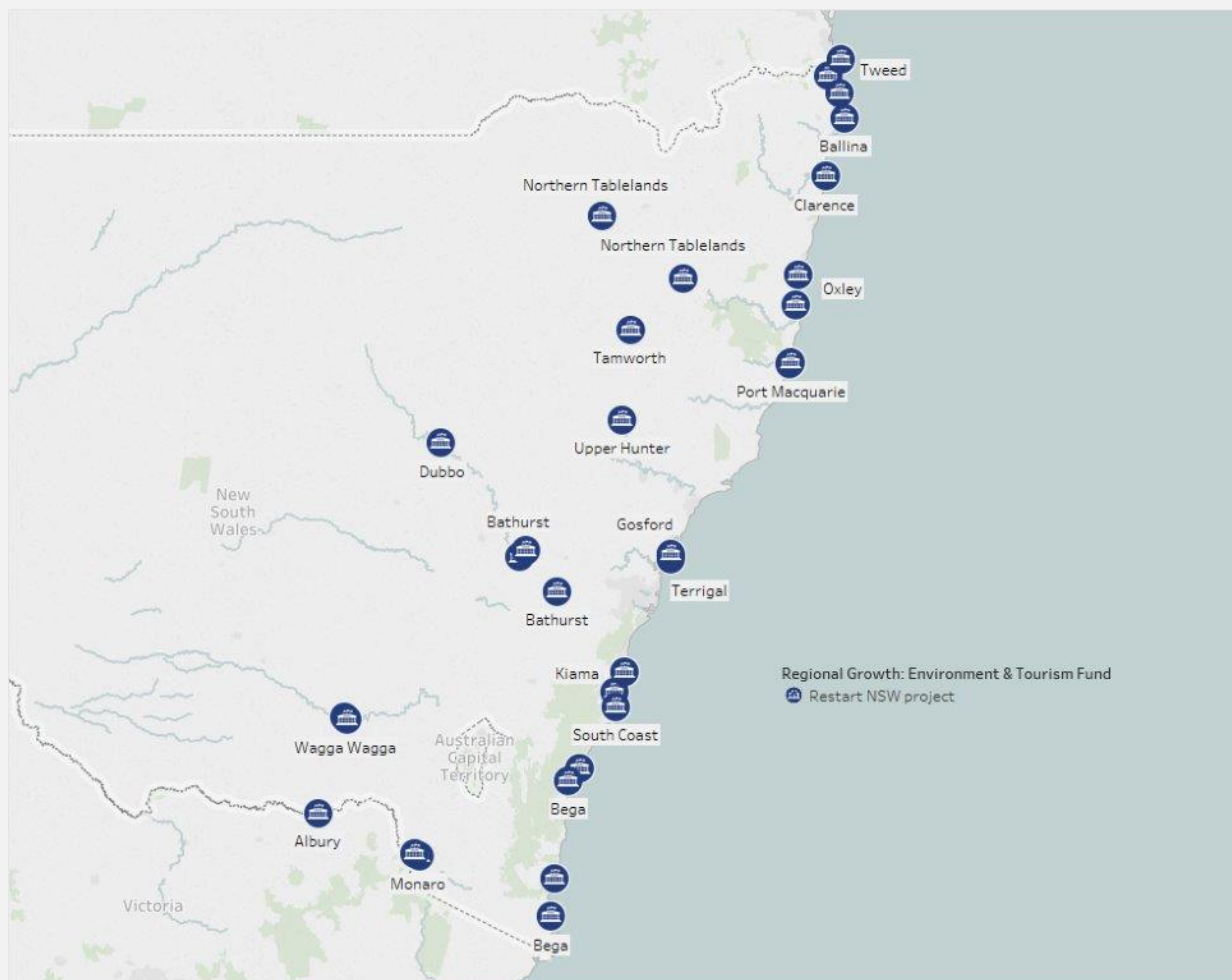 Tweed
Ballina
Clarence
Northern Tablelands
Northern Tablelands
Oxley
Tamworth
Port Macquarie
Upper Hunter
Dubbo
New
South
Wales
Bathurst
Gosford
Terrigal
Bathurst
Kiama
Regional Growth: Environment & Tourism Fund
Restart NSW project
South Coast
Wagga Wagga
Australian
Capital
Territory
Bega
Albury
Monaro
Victoria
Bega